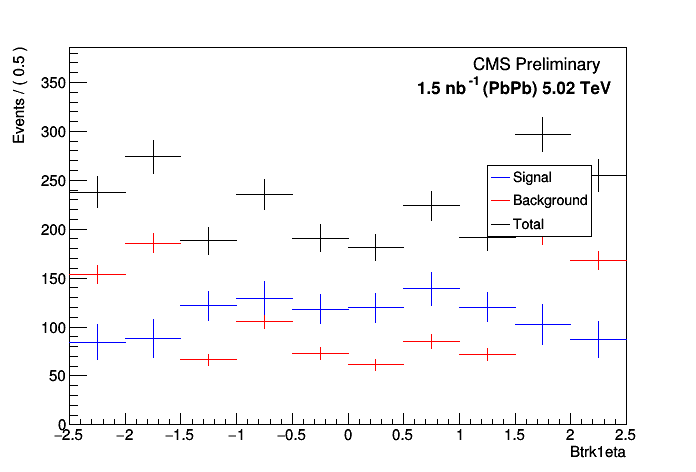 CMS Preliminary
1.5 nb⁻¹ (PbPb) 5.02 TeV
Events / ( 0.5 )
350
300
250
200
150
100
50
0
Signal
Background
Total
−2.5 −2 −1.5 −1 −0.5 0 0.5 1 1.5 2 2.5
Btrk1eta